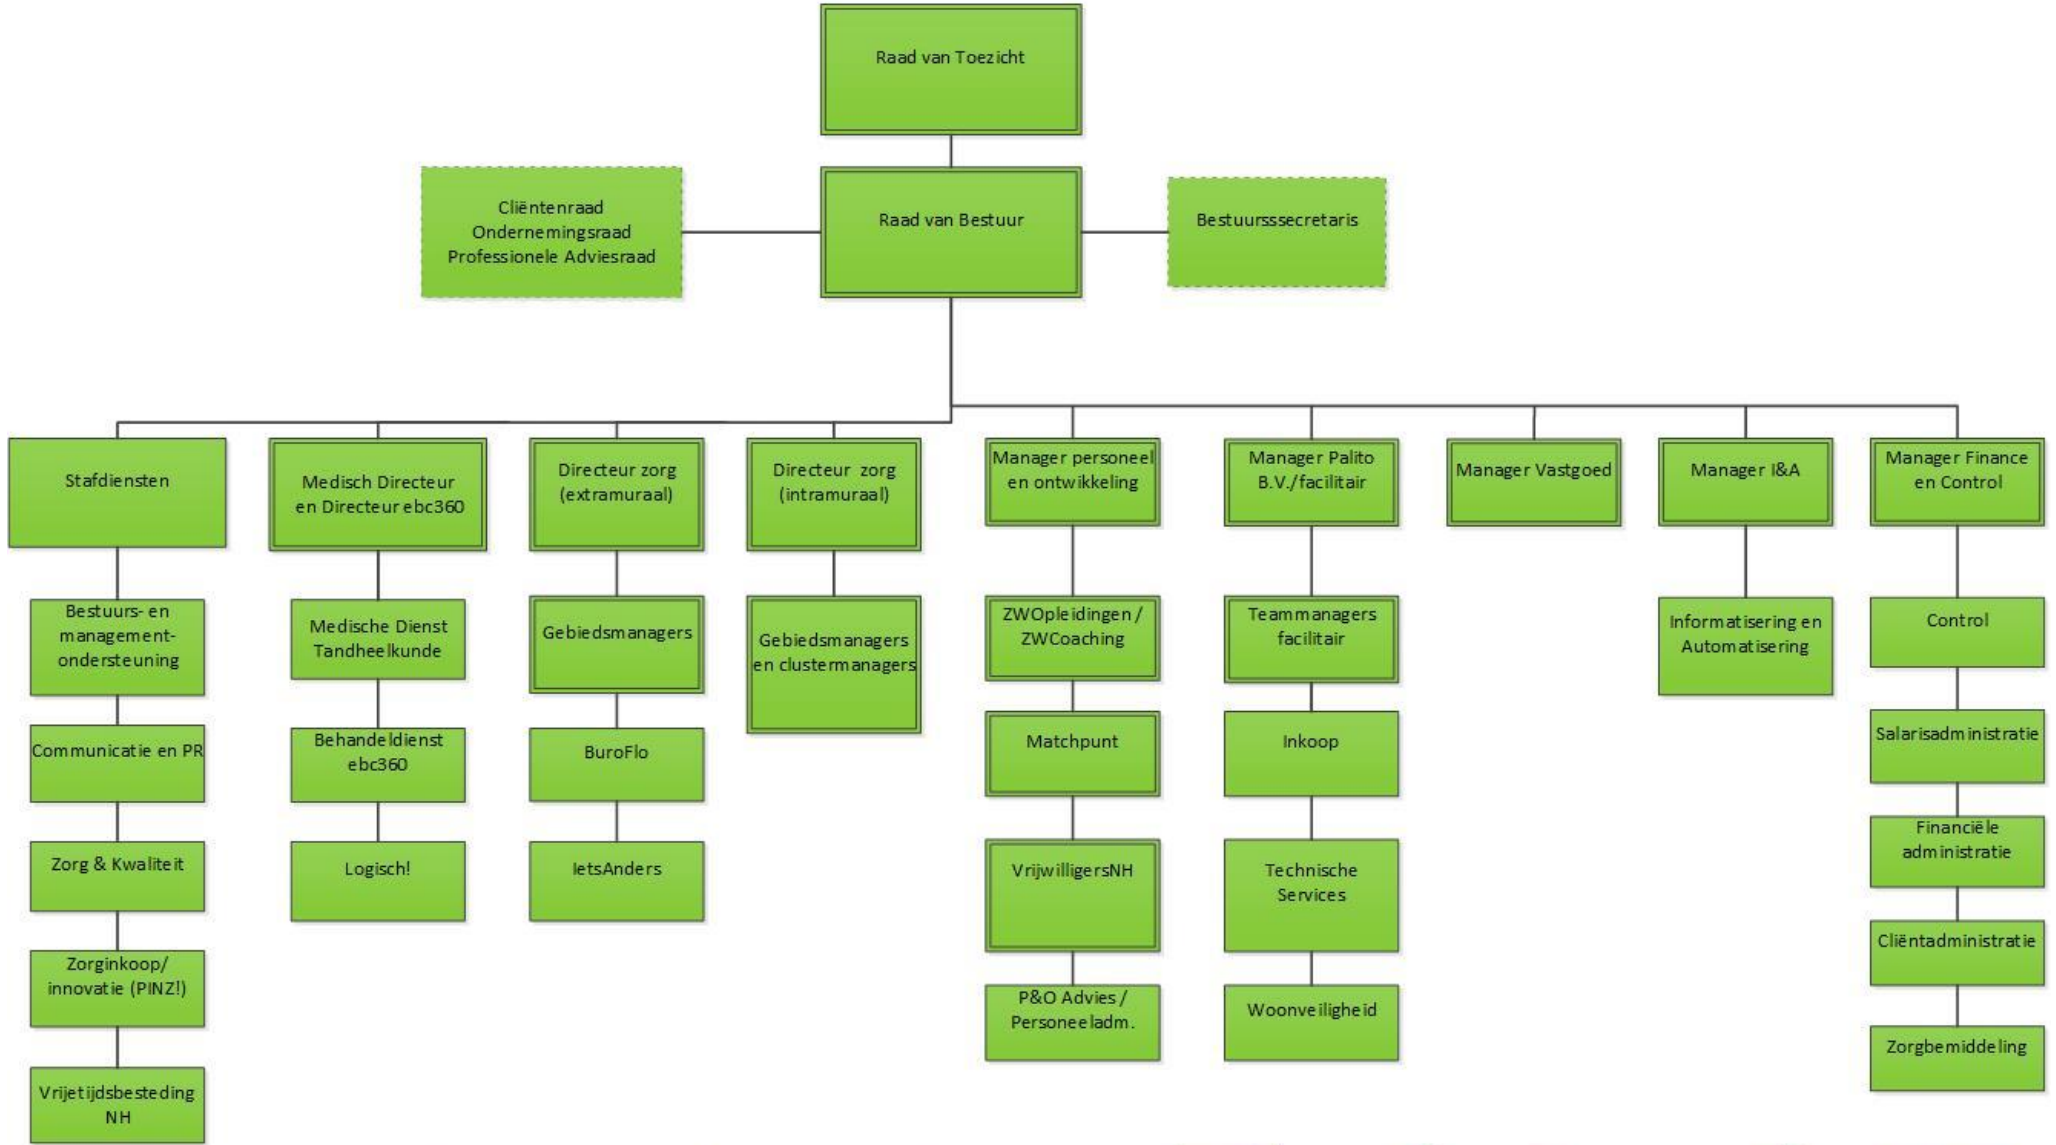 Raad van Toezicht
Cliëntenraad
Ondernemingsraad
Professionele Adviesraad
Raad van Bestuur
Bestuursssecretaris
Stafdiensten
Medisch Directeur
en Directeur ebc360
Directeur zorg
(extramuraal)
Directeur zorg
(intramuraal)
Manager personeel
en ontwikkeling
Manager Palito
B.V./facilitair
Manager Vastgoed
Manager I&A
Manager Finance
en Control
Bestuurs- en
management-
ondersteuning
Communicatie en PR
Zorg & Kwaliteit
Zorginkoop/
innovatie (PINZ!)
Vrijetijdsbesteding
NH
Medische Dienst
Tandheelkunde
Behandeldienst
ebc360
Logisch!
Gebiedsmanagers
BuroFlo
IetsAnders
Gebiedsmanagers
en clustermanagers
ZWOpleidingen /
ZWCoaching
Matchpunt
VrijwilligersNH
P&O Advies /
Personeeladm.
Teammanagers
facilitair
Inkoop
Technische
Services
Woonveiligheid
Informatisering en
Automatisering
Control
Salarisadministratie
Financiële
administratie
Cliëntadministratie
Zorgbemiddeling